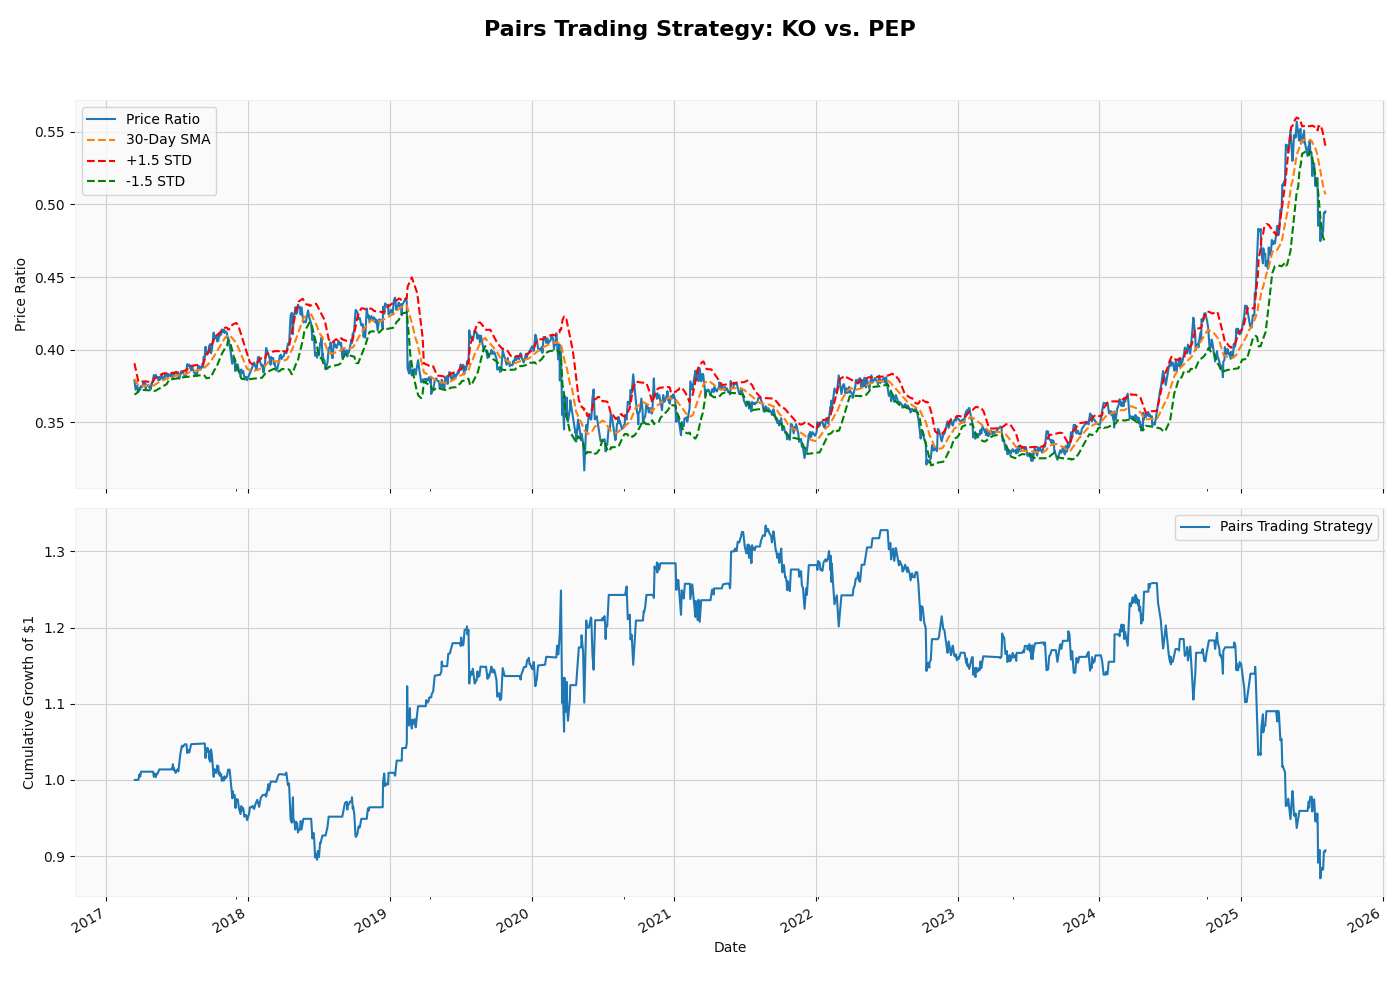 Pairs Trading Strategy: KO vs. PEP
Price Ratio
30-Day SMA
+1.5 STD
-1.5 STD
0.55
0.50
0.45
0.40
0.35
Price Ratio
Pairs Trading Strategy
1.3
1.2
1.1
1.0
0.9
Cumulative Growth of $1
2017
2018
2019
2020
2021
2022
2023
2024
2025
2026
Date